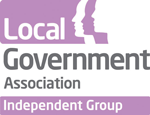 Local
Government
Association
Independent Group